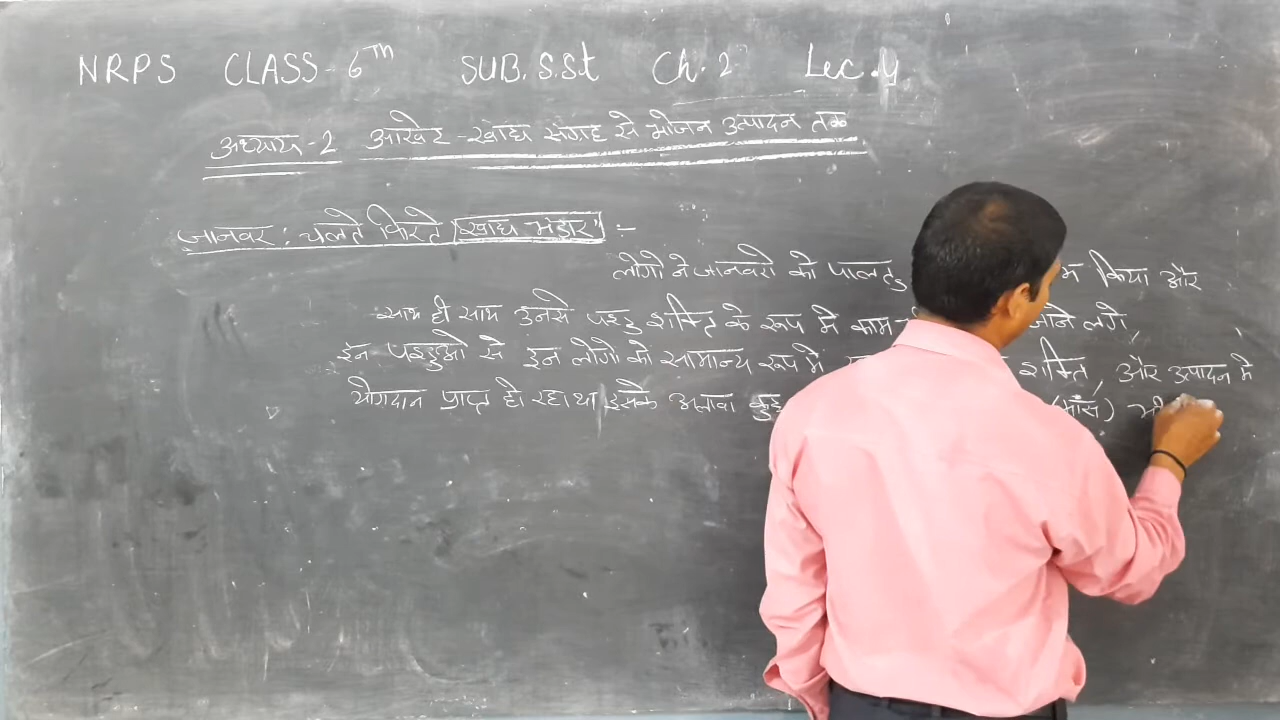 NRPS CLASS-6th SUB. S.St Ch. 2 Lec. 4
अध्याय-2 आखेट-खाद्य संग्रह से भोजन उत्पादन तक
जानवर : चलते फिरते "खाद्य भंडार" :-
लोगो ने जानवरो को पालतु किया और
साथ ही साथ उनसे पशु शक्ति के रूप मे काम जाने लगे,
इन पशुओ से इन लोगो को सामान्य रूप मे शक्ति, और उत्पादन मे
योगदान प्राप्त हो रहा था इसके अलावा (माँस) भी